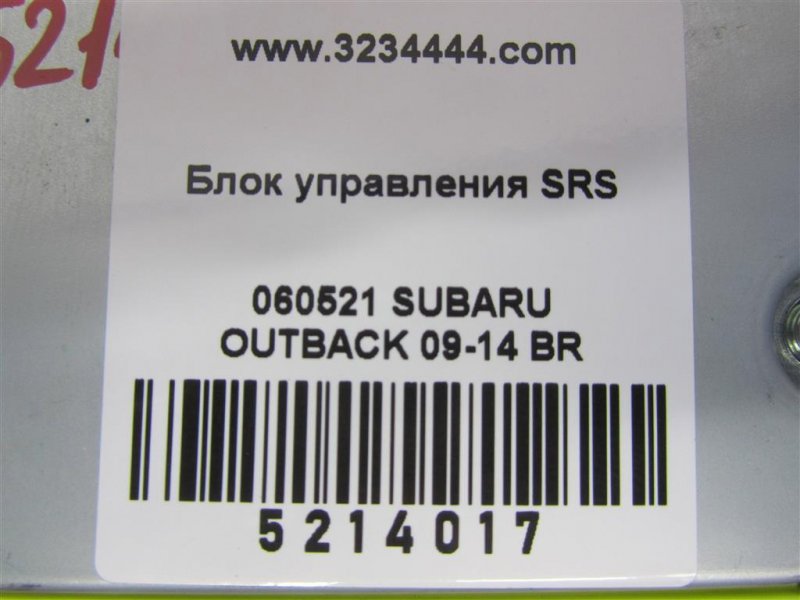 www.3234444.com
Блок управления SRS
060521 SUBARU
OUTBACK 09-14 BR
5214017